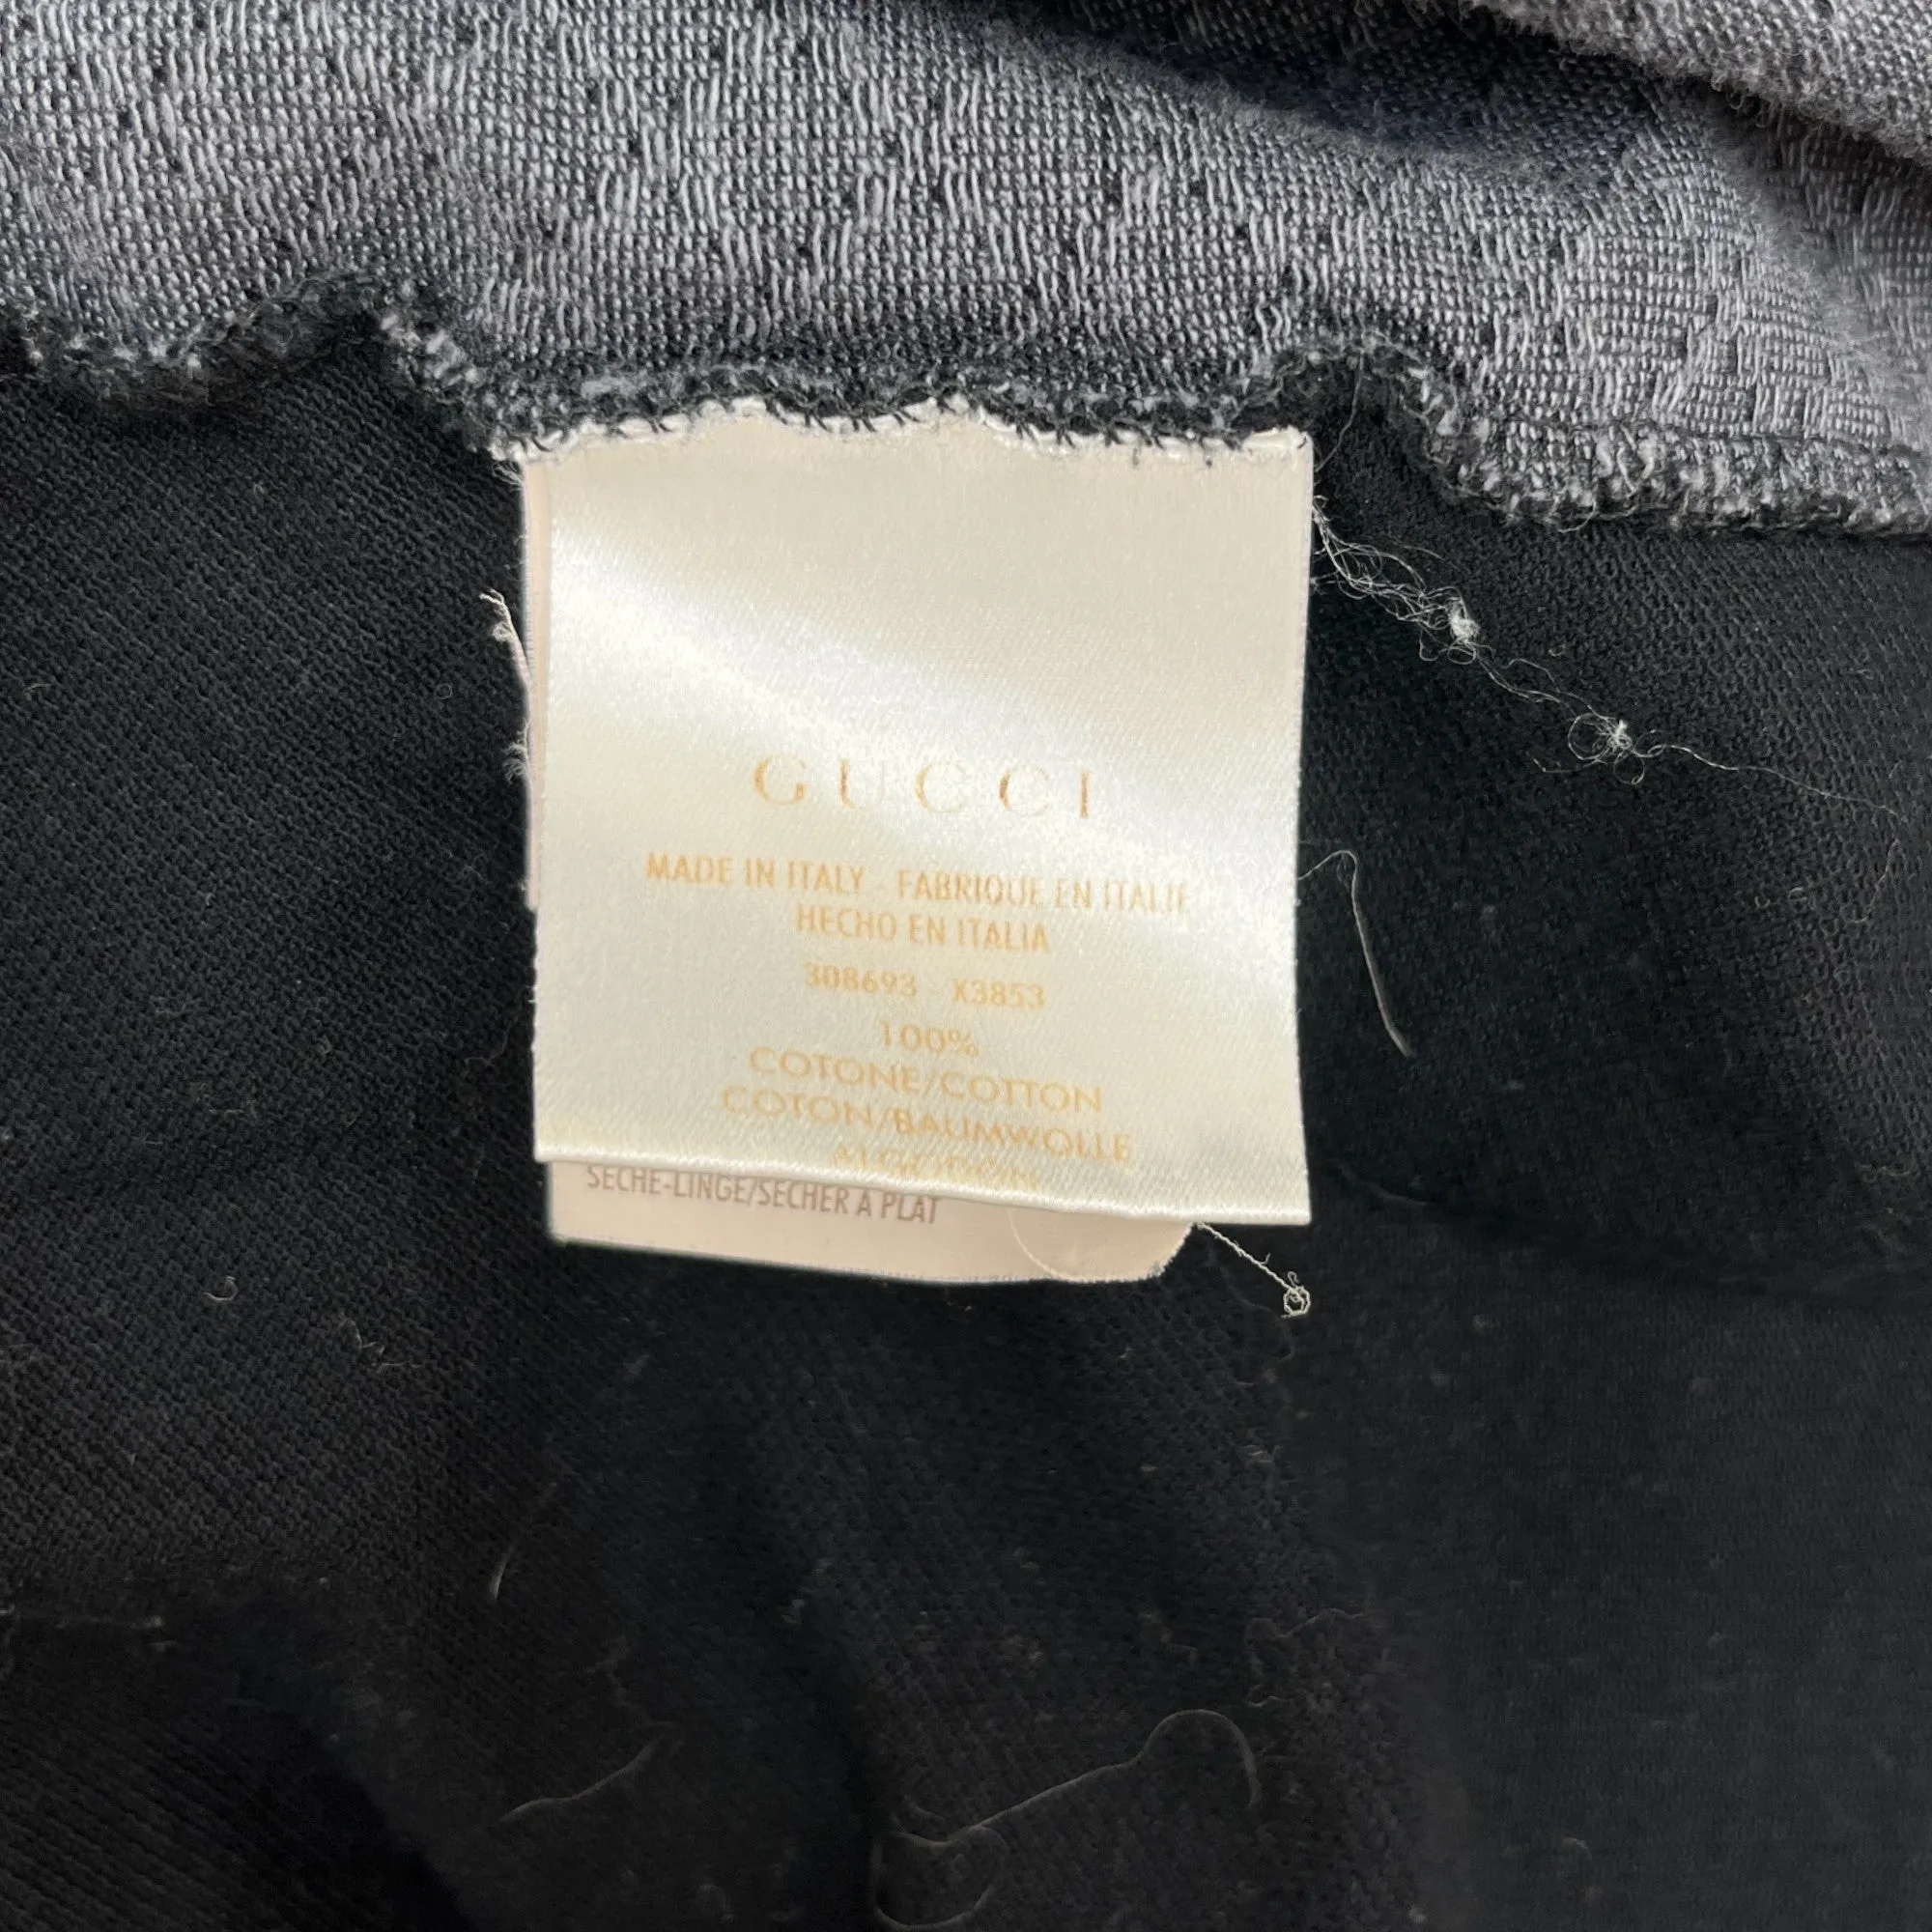 GUCCI
MADE IN ITALY - FABRIQUE EN ITALIE
HECHO EN ITALIA
308693 - X3853
100%
COTONE/COTTON
COTON/BAUMWOLLE
ALGODON
SECHE-LINGE/SECHER A PLAT